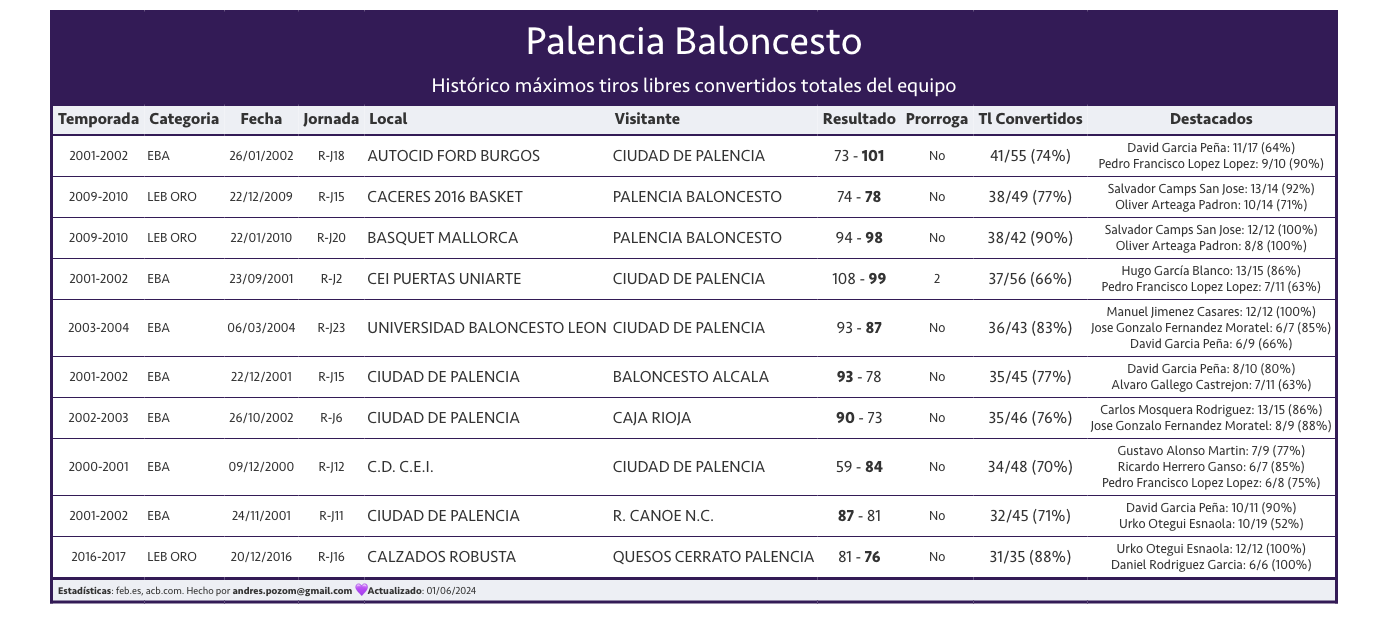 Palencia Baloncesto
Histórico máximos tiros libres convertidos totales del equipo
Temporada Categoria Fecha Jornada Local Visitante Resultado Prorroga Tl Convertidos Destacados
2001-2002 EBA 26/01/2002 R-J18 AUTOCID FORD BURGOS CIUDAD DE PALENCIA 73 - 101 No 41/55 (74%) David Garcia Peña: 11/17 (64%)
Pedro Francisco Lopez Lopez: 9/10 (90%)
2009-2010 LEB ORO 22/12/2009 R-J15 CACERES 2016 BASKET PALENCIA BALONCESTO 74 - 78 No 38/49 (77%) Salvador Camps San Jose: 13/14 (92%)
Oliver Arteaga Padron: 10/14 (71%)
2009-2010 LEB ORO 22/01/2010 R-J20 BASQUET MALLORCA PALENCIA BALONCESTO 94 - 98 No 38/42 (90%) Salvador Camps San Jose: 12/12 (100%)
Oliver Arteaga Padron: 8/8 (100%)
2001-2002 EBA 23/09/2001 R-J2 CEI PUERTAS UNIARTE CIUDAD DE PALENCIA 108 - 99 2 37/56 (66%) Hugo García Blanco: 13/15 (86%)
Pedro Francisco Lopez Lopez: 7/11 (63%)
2003-2004 EBA 06/03/2004 R-J23 UNIVERSIDAD BALONCESTO LEON CIUDAD DE PALENCIA 93 - 87 No 36/43 (83%) Manuel Jimenez Casares: 12/12 (100%)
Jose Gonzalo Fernandez Moratel: 6/7 (85%)
David Garcia Peña: 6/9 (66%)
2001-2002 EBA 22/12/2001 R-J15 CIUDAD DE PALENCIA BALONCESTO ALCALA 93 - 78 No 35/45 (77%) David Garcia Peña: 8/10 (80%)
Alvaro Gallego Castrejon: 7/11 (63%)
2002-2003 EBA 26/10/2002 R-J6 CIUDAD DE PALENCIA CAJA RIOJA 90 - 73 No 35/46 (76%) Carlos Mosquera Rodriguez: 13/15 (86%)
Jose Gonzalo Fernandez Moratel: 8/9 (88%)
2000-2001 EBA 09/12/2000 R-J12 C.D. C.E.I. CIUDAD DE PALENCIA 59 - 84 No 34/48 (70%) Gustavo Alonso Martin: 7/9 (77%)
Ricardo Herrero Ganso: 6/7 (85%)
Pedro Francisco Lopez Lopez: 6/8 (75%)
2001-2002 EBA 24/11/2001 R-J11 CIUDAD DE PALENCIA R. CANOE N.C. 87 - 81 No 32/45 (71%) David Garcia Peña: 10/11 (90%)
Urko Otegui Esnaola: 10/19 (52%)
2016-2017 LEB ORO 20/12/2016 R-J16 CALZADOS ROBUSTA QUESOS CERRATO PALENCIA 81 - 76 No 31/35 (88%) Urko Otegui Esnaola: 12/12 (100%)
Daniel Rodriguez Garcia: 6/6 (100%)
Estadísticas: feb.es, acb.com. Hecho por andres.pozom@gmail.com 💜Actualizado: 01/06/2024